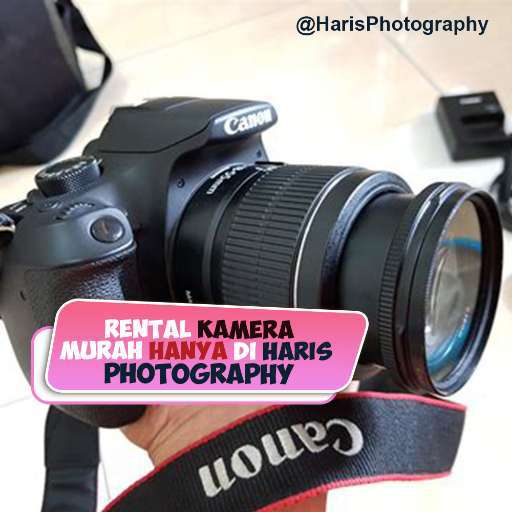 @HarisPhotography
Canon
RENTAL KAMERA
MURAH HANYA DI HARIS
PHOTOGRAPHY
Canon